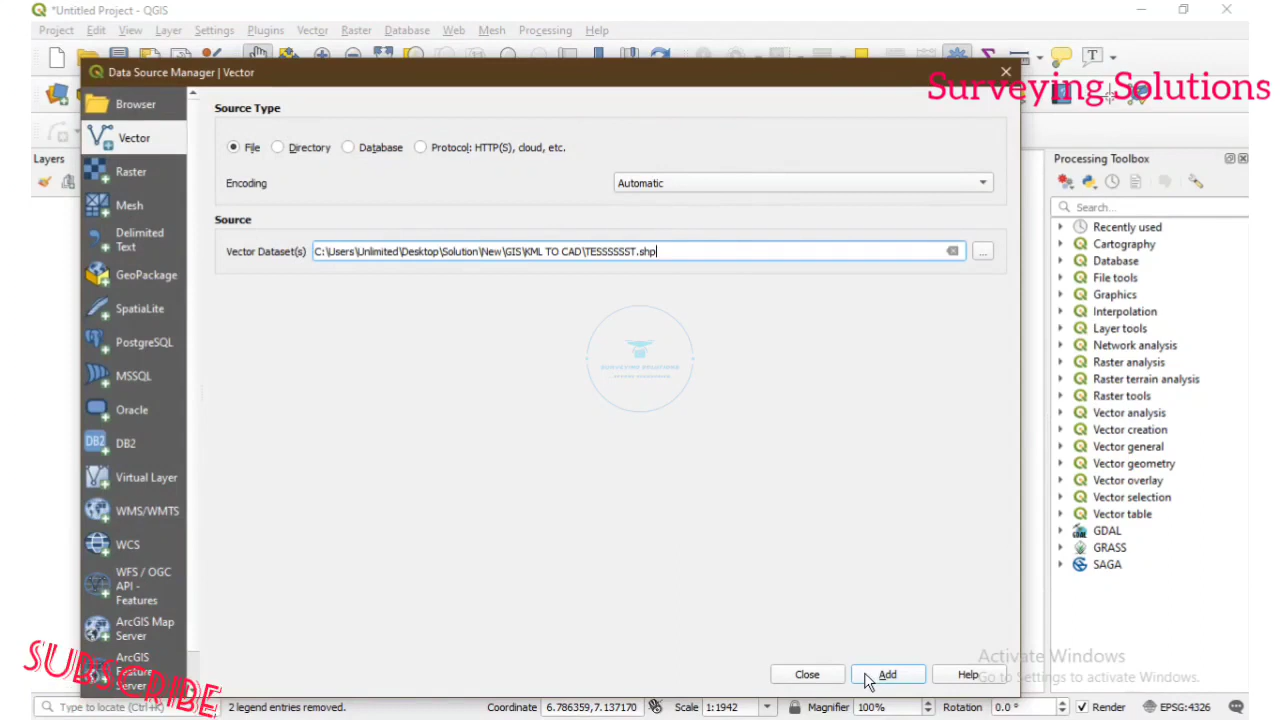 *Untitled Project - QGIS
Project Edit View Layer Settings Plugins Vector Raster Database Web Mesh Processing Help
Data Source Manager | Vector
Surveying Solutions
Browser
Vector
Raster
Mesh
Delimited
Text
GeoPackage
SpatiaLite
PostgreSQL
MSSQL
Oracle
DB2
DB2
Virtual Layer
WMS/WMTS
WCS
WFS / OGC
API -
Features
ArcGIS Map
Server
ArcGIS
Feature
Server
Layers
Source Type
File Directory Database Protocol: HTTP(S), cloud, etc.
Encoding Automatic
Source
Vector Dataset(s) C:\Users\Unlimited\Desktop\Solution\New\GIS\KML TO CAD\TESSSSSST.shp ...
SURVEYING SOLUTIONS
Close Add Help
Processing Toolbox
Search...
Recently used
Cartography
Database
File tools
Graphics
Interpolation
Layer tools
Network analysis
Raster analysis
Raster terrain analysis
Raster tools
Vector analysis
Vector creation
Vector general
Vector geometry
Vector overlay
Vector selection
Vector table
GDAL
GRASS
SAGA
Activate Windows
Go to Settings to activate Windows.
SUBSCRIBE
Type to locate (Ctrl+K) 2 legend entries removed. Coordinate 6.786359,7.137170 Scale 1:1942 Magnifier 100% Rotation 0.0 ° Render EPSG:4326